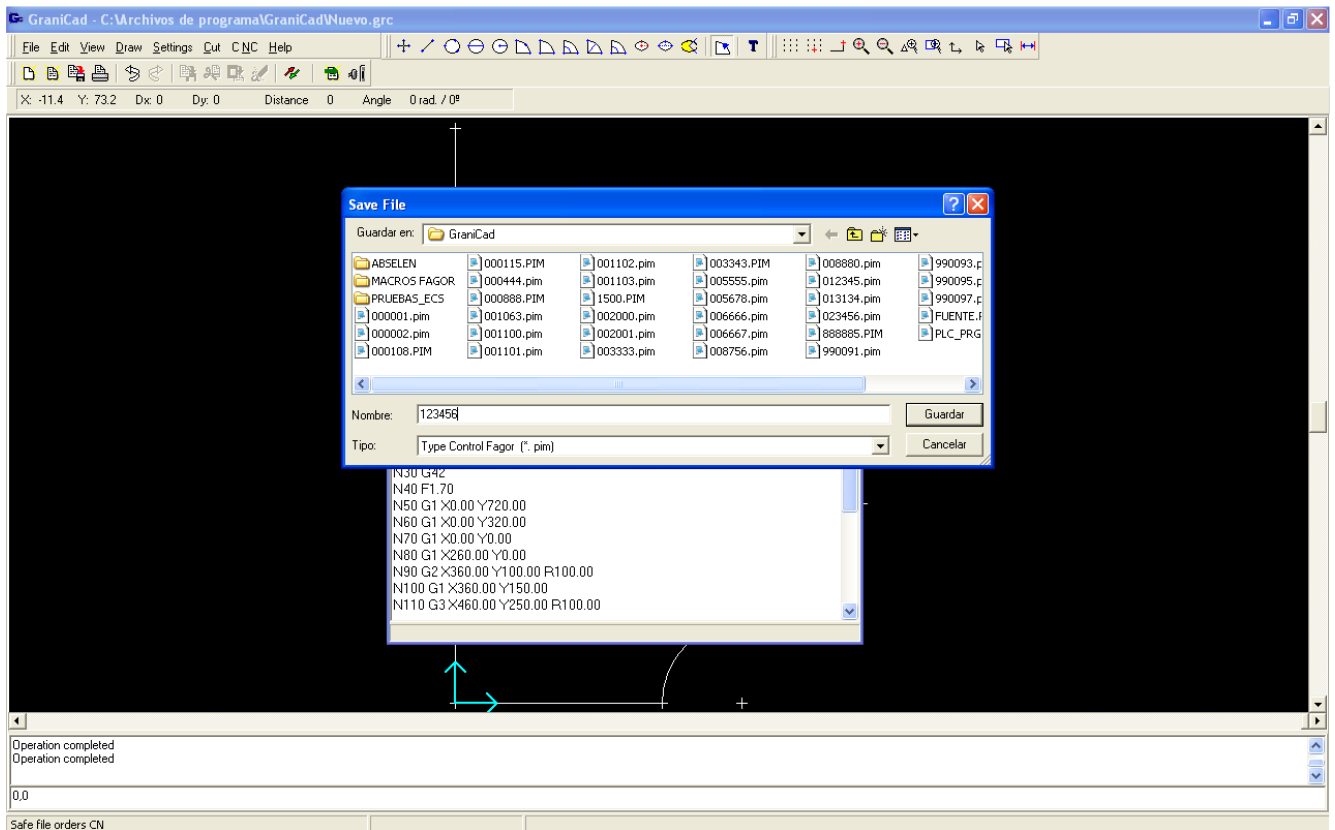 GraniCad - C:\Archivos de programa\GraniCad\Nuevo.grc
File Edit View Draw Settings Cut CNC Help
T
X: -11.4 Y: 73.2 Dx: 0 Dy: 0 Distance 0 Angle 0 rad. / 0º
Save File
Guardar en: GraniCad
ABSELEN 000115.PIM 001102.pim 003343.PIM 008880.pim 990093.p
MACROS FAGOR 000444.pim 001103.pim 005555.pim 012345.pim 990095.p
PRUEBAS_ECS 000888.PIM 1500.PIM 005678.pim 013134.pim 990097.p
000001.pim 001063.pim 002000.pim 006666.pim 023456.pim FUENTE.F
000002.pim 001100.pim 002001.pim 006667.pim 888885.PIM PLC_PRG
000108.PIM 001101.pim 003333.pim 008756.pim 990091.pim
Nombre: 123456 Guardar
Tipo: Type Control Fagor (*. pim) Cancelar
N30 G42
N40 F1.70
N50 G1 X0.00 Y720.00
N60 G1 X0.00 Y320.00
N70 G1 X0.00 Y0.00
N80 G1 X260.00 Y0.00
N90 G2 X360.00 Y100.00 R100.00
N100 G1 X360.00 Y150.00
N110 G3 X460.00 Y250.00 R100.00
Operation completed
Operation completed
0,0
Safe file orders CN